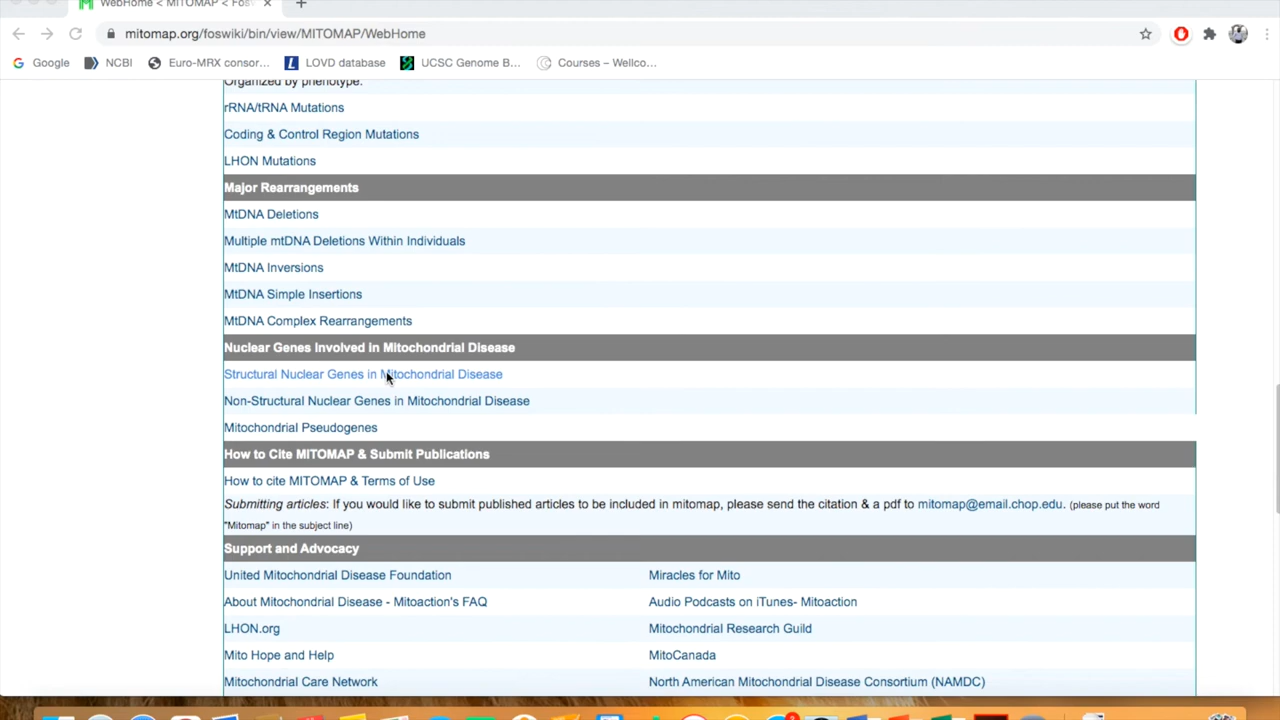 WebHome < MITOMAP < Fos
mitomap.org/foswiki/bin/view/MITOMAP/WebHome
Google NCBI Euro-MRX consor... LOVD database UCSC Genome B... Courses – Wellco...
Organized by phenotype.
rRNA/tRNA Mutations
Coding & Control Region Mutations
LHON Mutations
Major Rearrangements
MtDNA Deletions
Multiple mtDNA Deletions Within Individuals
MtDNA Inversions
MtDNA Simple Insertions
MtDNA Complex Rearrangements
Nuclear Genes Involved in Mitochondrial Disease
Structural Nuclear Genes in Mitochondrial Disease
Non-Structural Nuclear Genes in Mitochondrial Disease
Mitochondrial Pseudogenes
How to Cite MITOMAP & Submit Publications
How to cite MITOMAP & Terms of Use
Submitting articles: If you would like to submit published articles to be included in mitomap, please send the citation & a pdf to mitomap@email.chop.edu. (please put the word
"Mitomap" in the subject line)
Support and Advocacy
United Mitochondrial Disease Foundation Miracles for Mito
About Mitochondrial Disease - Mitoaction's FAQ Audio Podcasts on iTunes- Mitoaction
LHON.org Mitochondrial Research Guild
Mito Hope and Help MitoCanada
Mitochondrial Care Network North American Mitochondrial Disease Consortium (NAMDC)